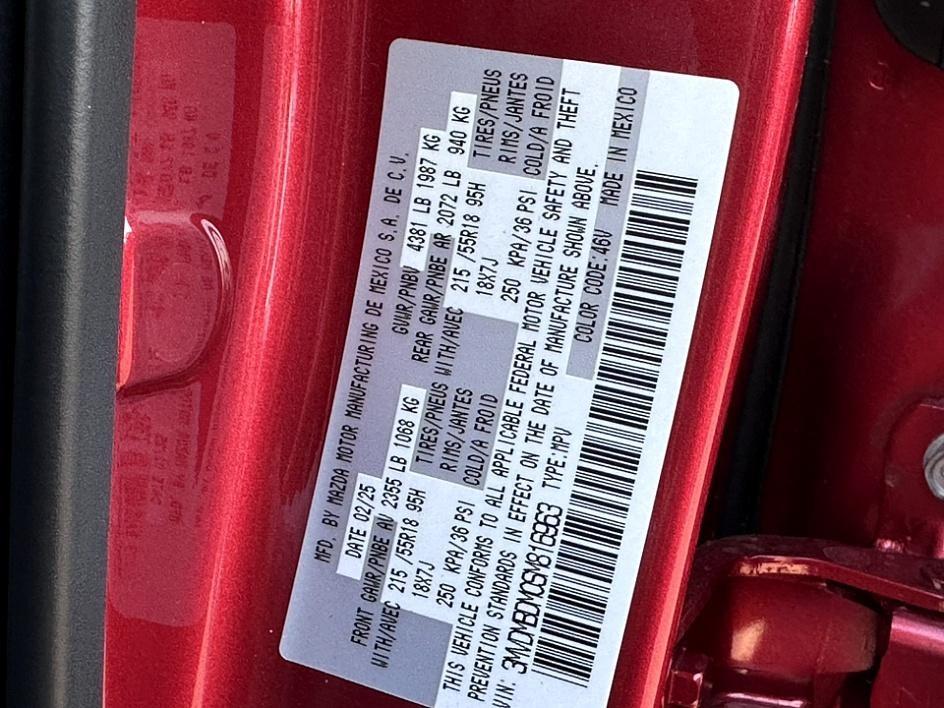 MFD. BY MAZDA MOTOR MANUFACTURING DE MEXICO S.A. DE C.V.
DATE 02/25 GVWR/PNBV 4381 LB 1987 KG
FRONT GAWR/PNBE AV 2355 LB 1068 KG REAR GAWR/PNBE AR 2072 LB 940 KG
WITH/AVEC 215 /55R18 95H TIRES/PNEUS WITH/AVEC 215 /55R18 95H TIRES/PNEUS
18X7J RIMS/JANTES 18X7J RIMS/JANTES
250 KPA/36 PSI COLD/A FROID 250 KPA/36 PSI COLD/A FROID
THIS VEHICLE CONFORMS TO ALL APPLICABLE FEDERAL MOTOR VEHICLE SAFETY AND THEFT
PREVENTION STANDARDS IN EFFECT ON THE DATE OF MANUFACTURE SHOWN ABOVE.
VIN: TYPE:MPV COLOR CODE:46V MADE IN MEXICO